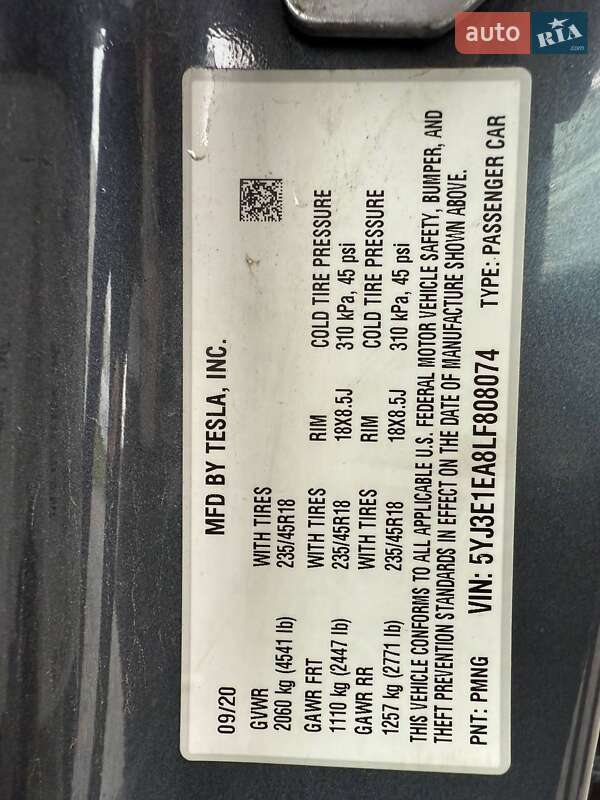 auto RIA.com
MFD BY TESLA, INC.
09/20
GVWR WITH TIRES
2060 kg (4541 lb) 235/45R18
GAWR FRT WITH TIRES RIM COLD TIRE PRESSURE
1110 kg (2447 lb) 235/45R18 18X8.5J 310 kPa, 45 psi
GAWR RR WITH TIRES RIM COLD TIRE PRESSURE
1257 kg (2771 lb) 235/45R18 18X8.5J 310 kPa, 45 psi
THIS VEHICLE CONFORMS TO ALL APPLICABLE U.S. FEDERAL MOTOR VEHICLE SAFETY, BUMPER, AND
THEFT PREVENTION STANDARDS IN EFFECT ON THE DATE OF MANUFACTURE SHOWN ABOVE.
PNT: PMNG VIN: 5YJ3E1EA8LF808074 TYPE: PASSENGER CAR